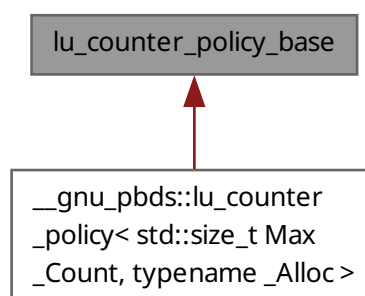 lu_counter_policy_base
__gnu_pbds::lu_counter
_policy< std::size_t Max
_Count, typename _Alloc >